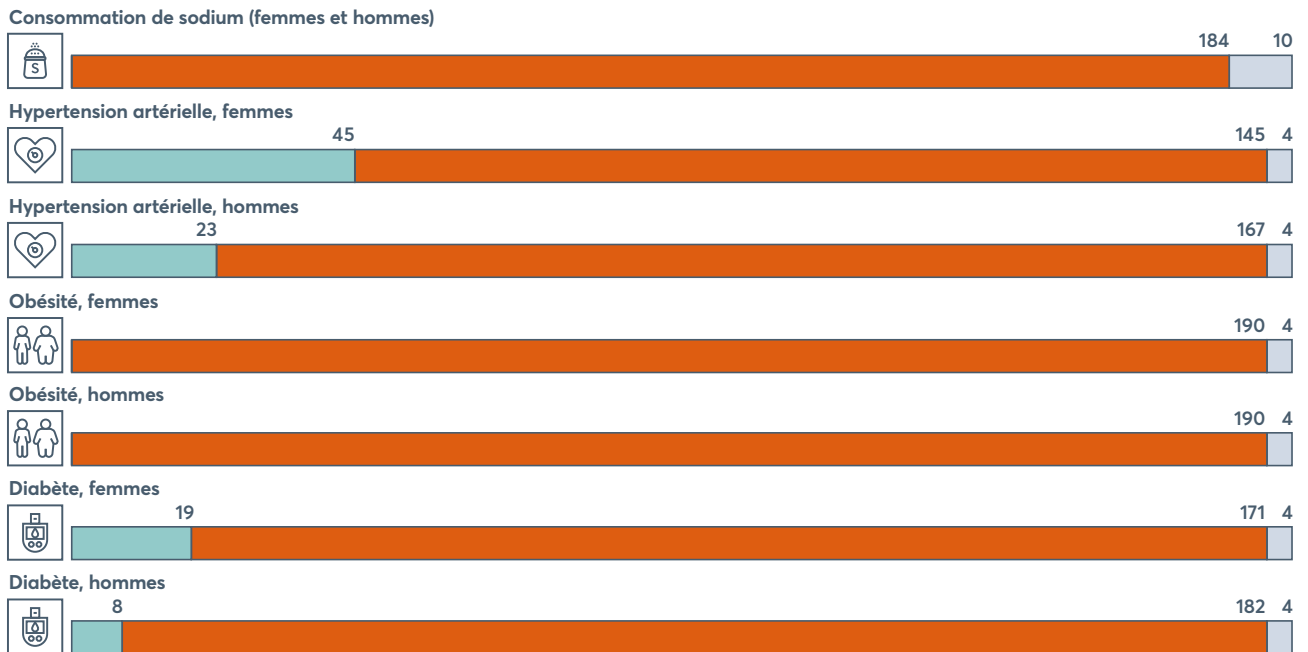 Consommation de sodium (femmes et hommes)
184 10
S
Hypertension artérielle, femmes
45 145 4
Hypertension artérielle, hommes
23 167 4
Obésité, femmes
190 4
Obésité, hommes
190 4
Diabète, femmes
19 171 4
Diabète, hommes
8 182 4